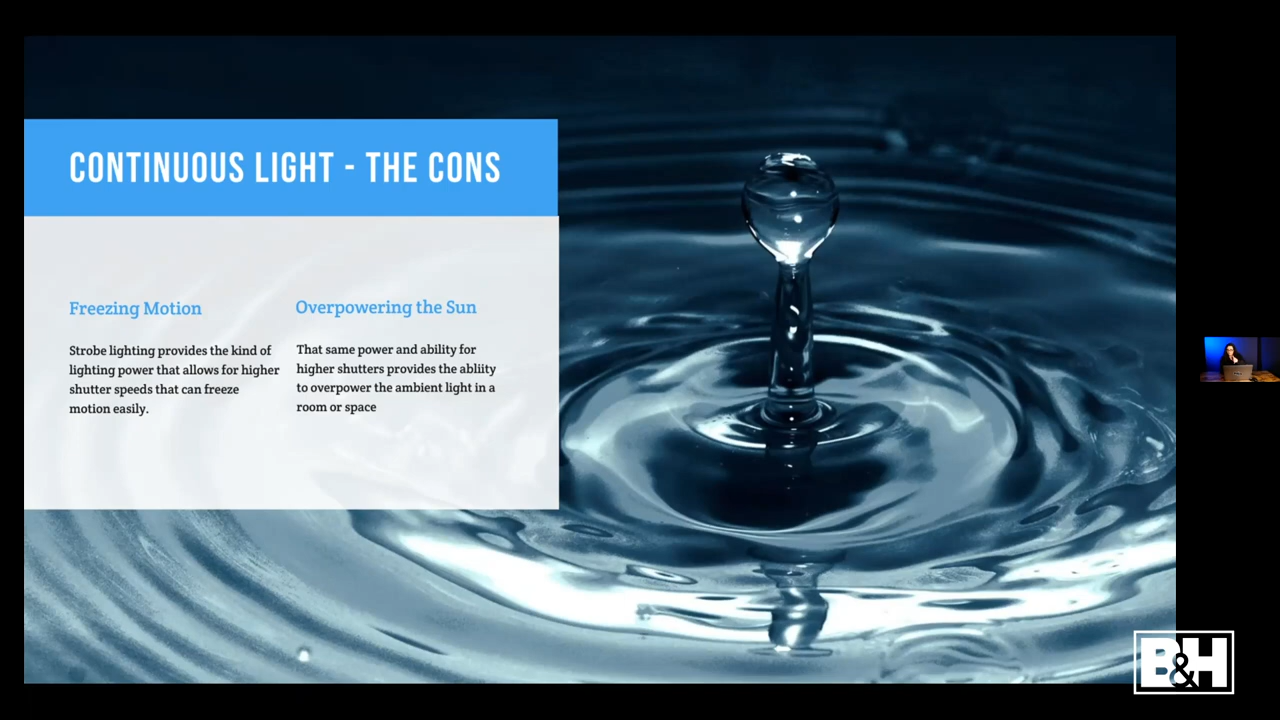 CONTINUOUS LIGHT - THE CONS
Freezing Motion
Strobe lighting provides the kind of
lighting power that allows for higher
shutter speeds that can freeze
motion easily.
Overpowering the Sun
That same power and ability for
higher shutters provides the abliity
to overpower the ambient light in a
room or space
B&H